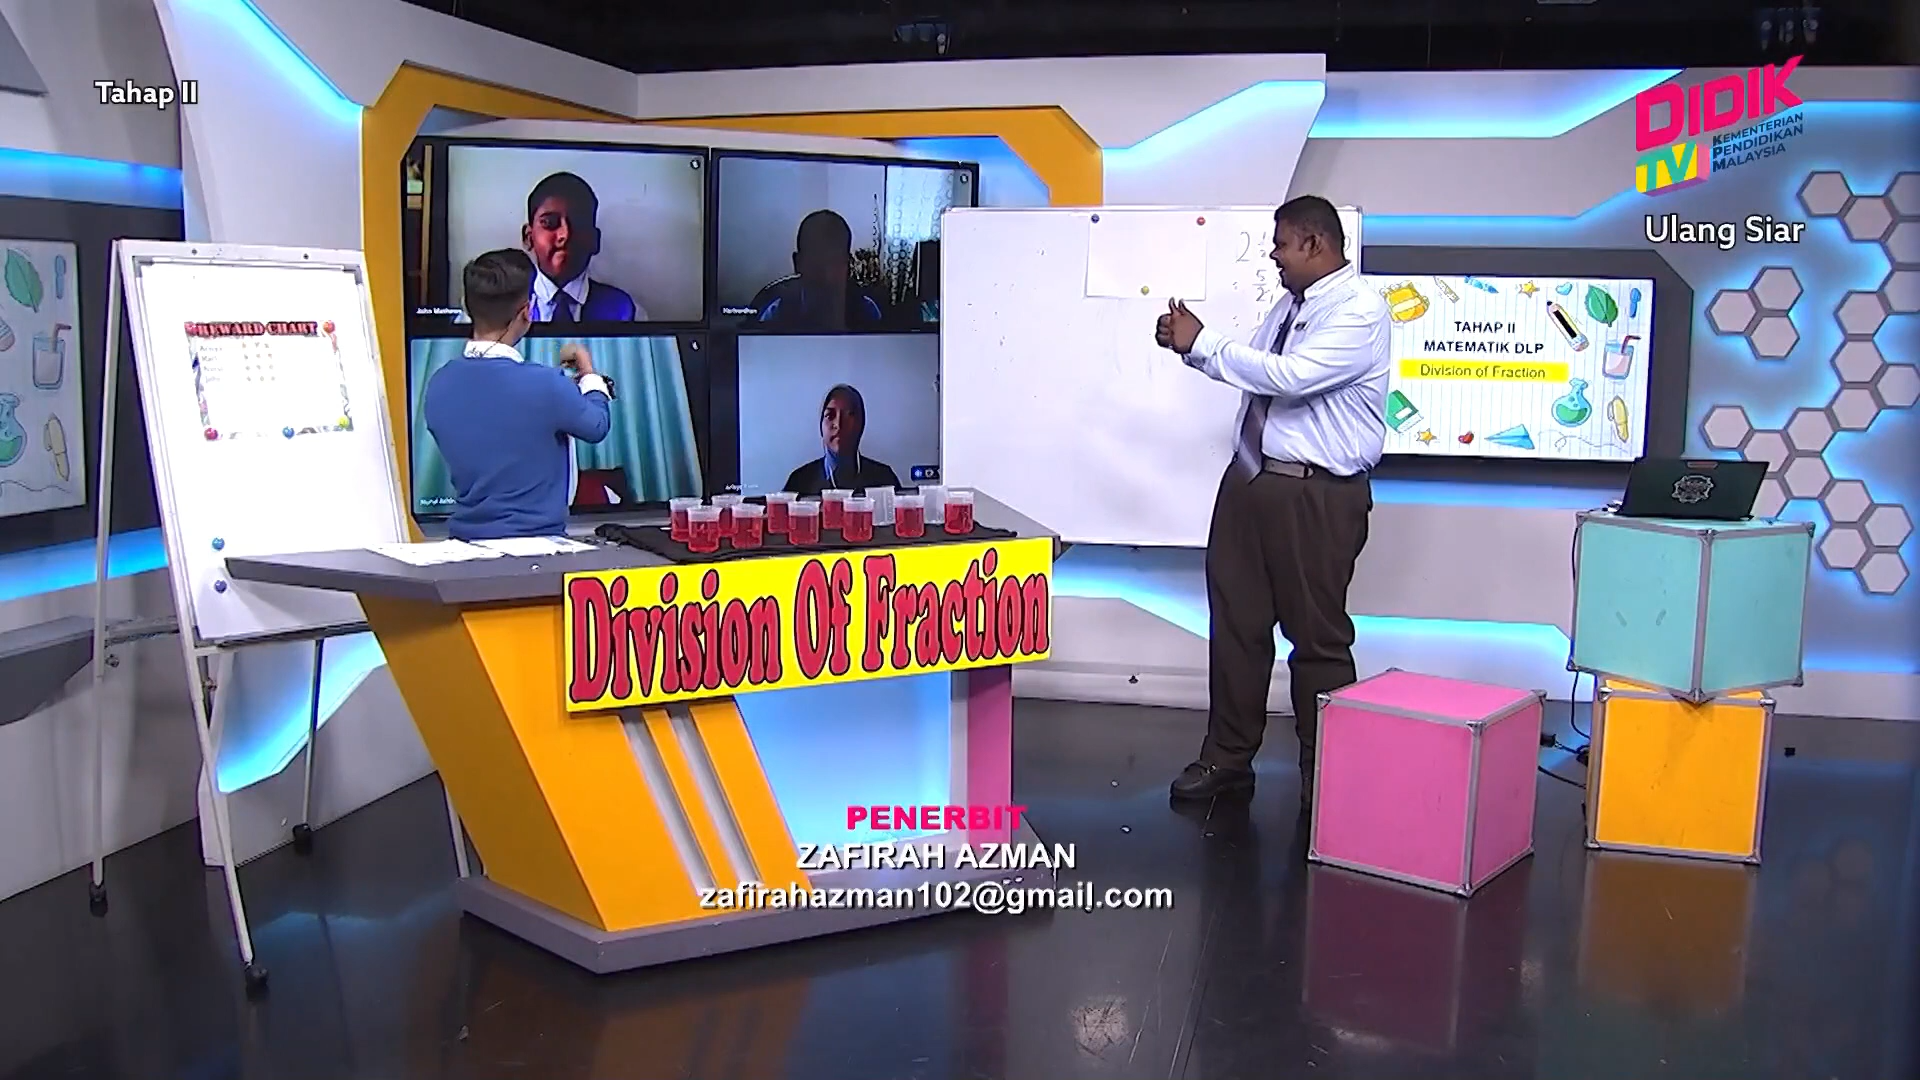 Tahap II
DIDIK
TV
KEMENTERIAN
PENDIDIKAN
MALAYSIA
Ulang Siar
REWARD CHART
TAHAP II
MATEMATIK DLP
Division of Fraction
Division Of Fraction
PENERBIT
ZAFIRAH AZMAN
zafirahazman102@gmail.com